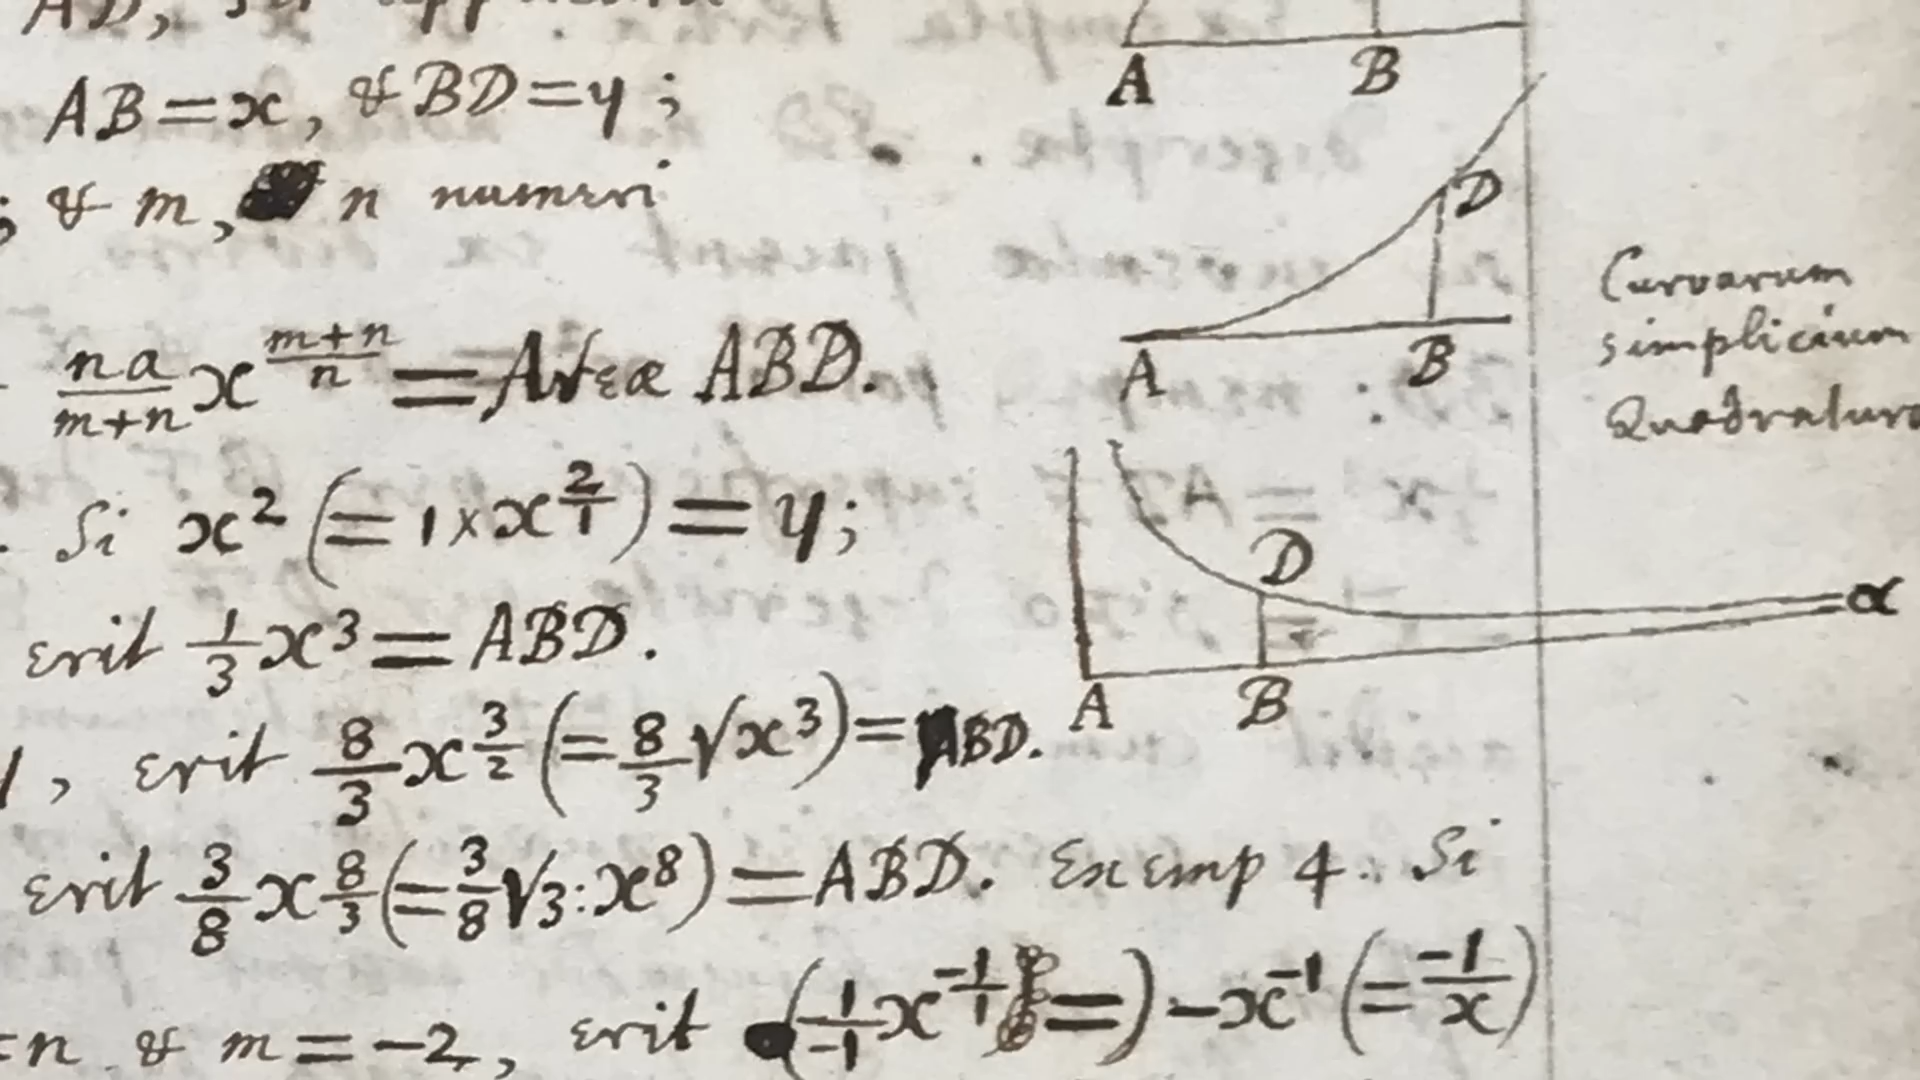 AB = x, & BD = y;
; & m, n numeri
na/m+n x^(m+n/n) = Areæ ABD.
. Si x² (= 1 × x^(2/1)) = y;
erit 1/3 x³ = ABD.
, erit 8/3 x^(3/2) (= 8/3 √x³) = ABD.
erit 3/8 x^(8/3) (= 3/8 √3: x⁸) = ABD. Exemp 4. Si
= n & m = -2, erit (1/-1 x^(-1/1) =) -x⁻¹ (= -1/x)
A B
D
A B
D
α
A B
Curvarum
simplicium
Quadratura